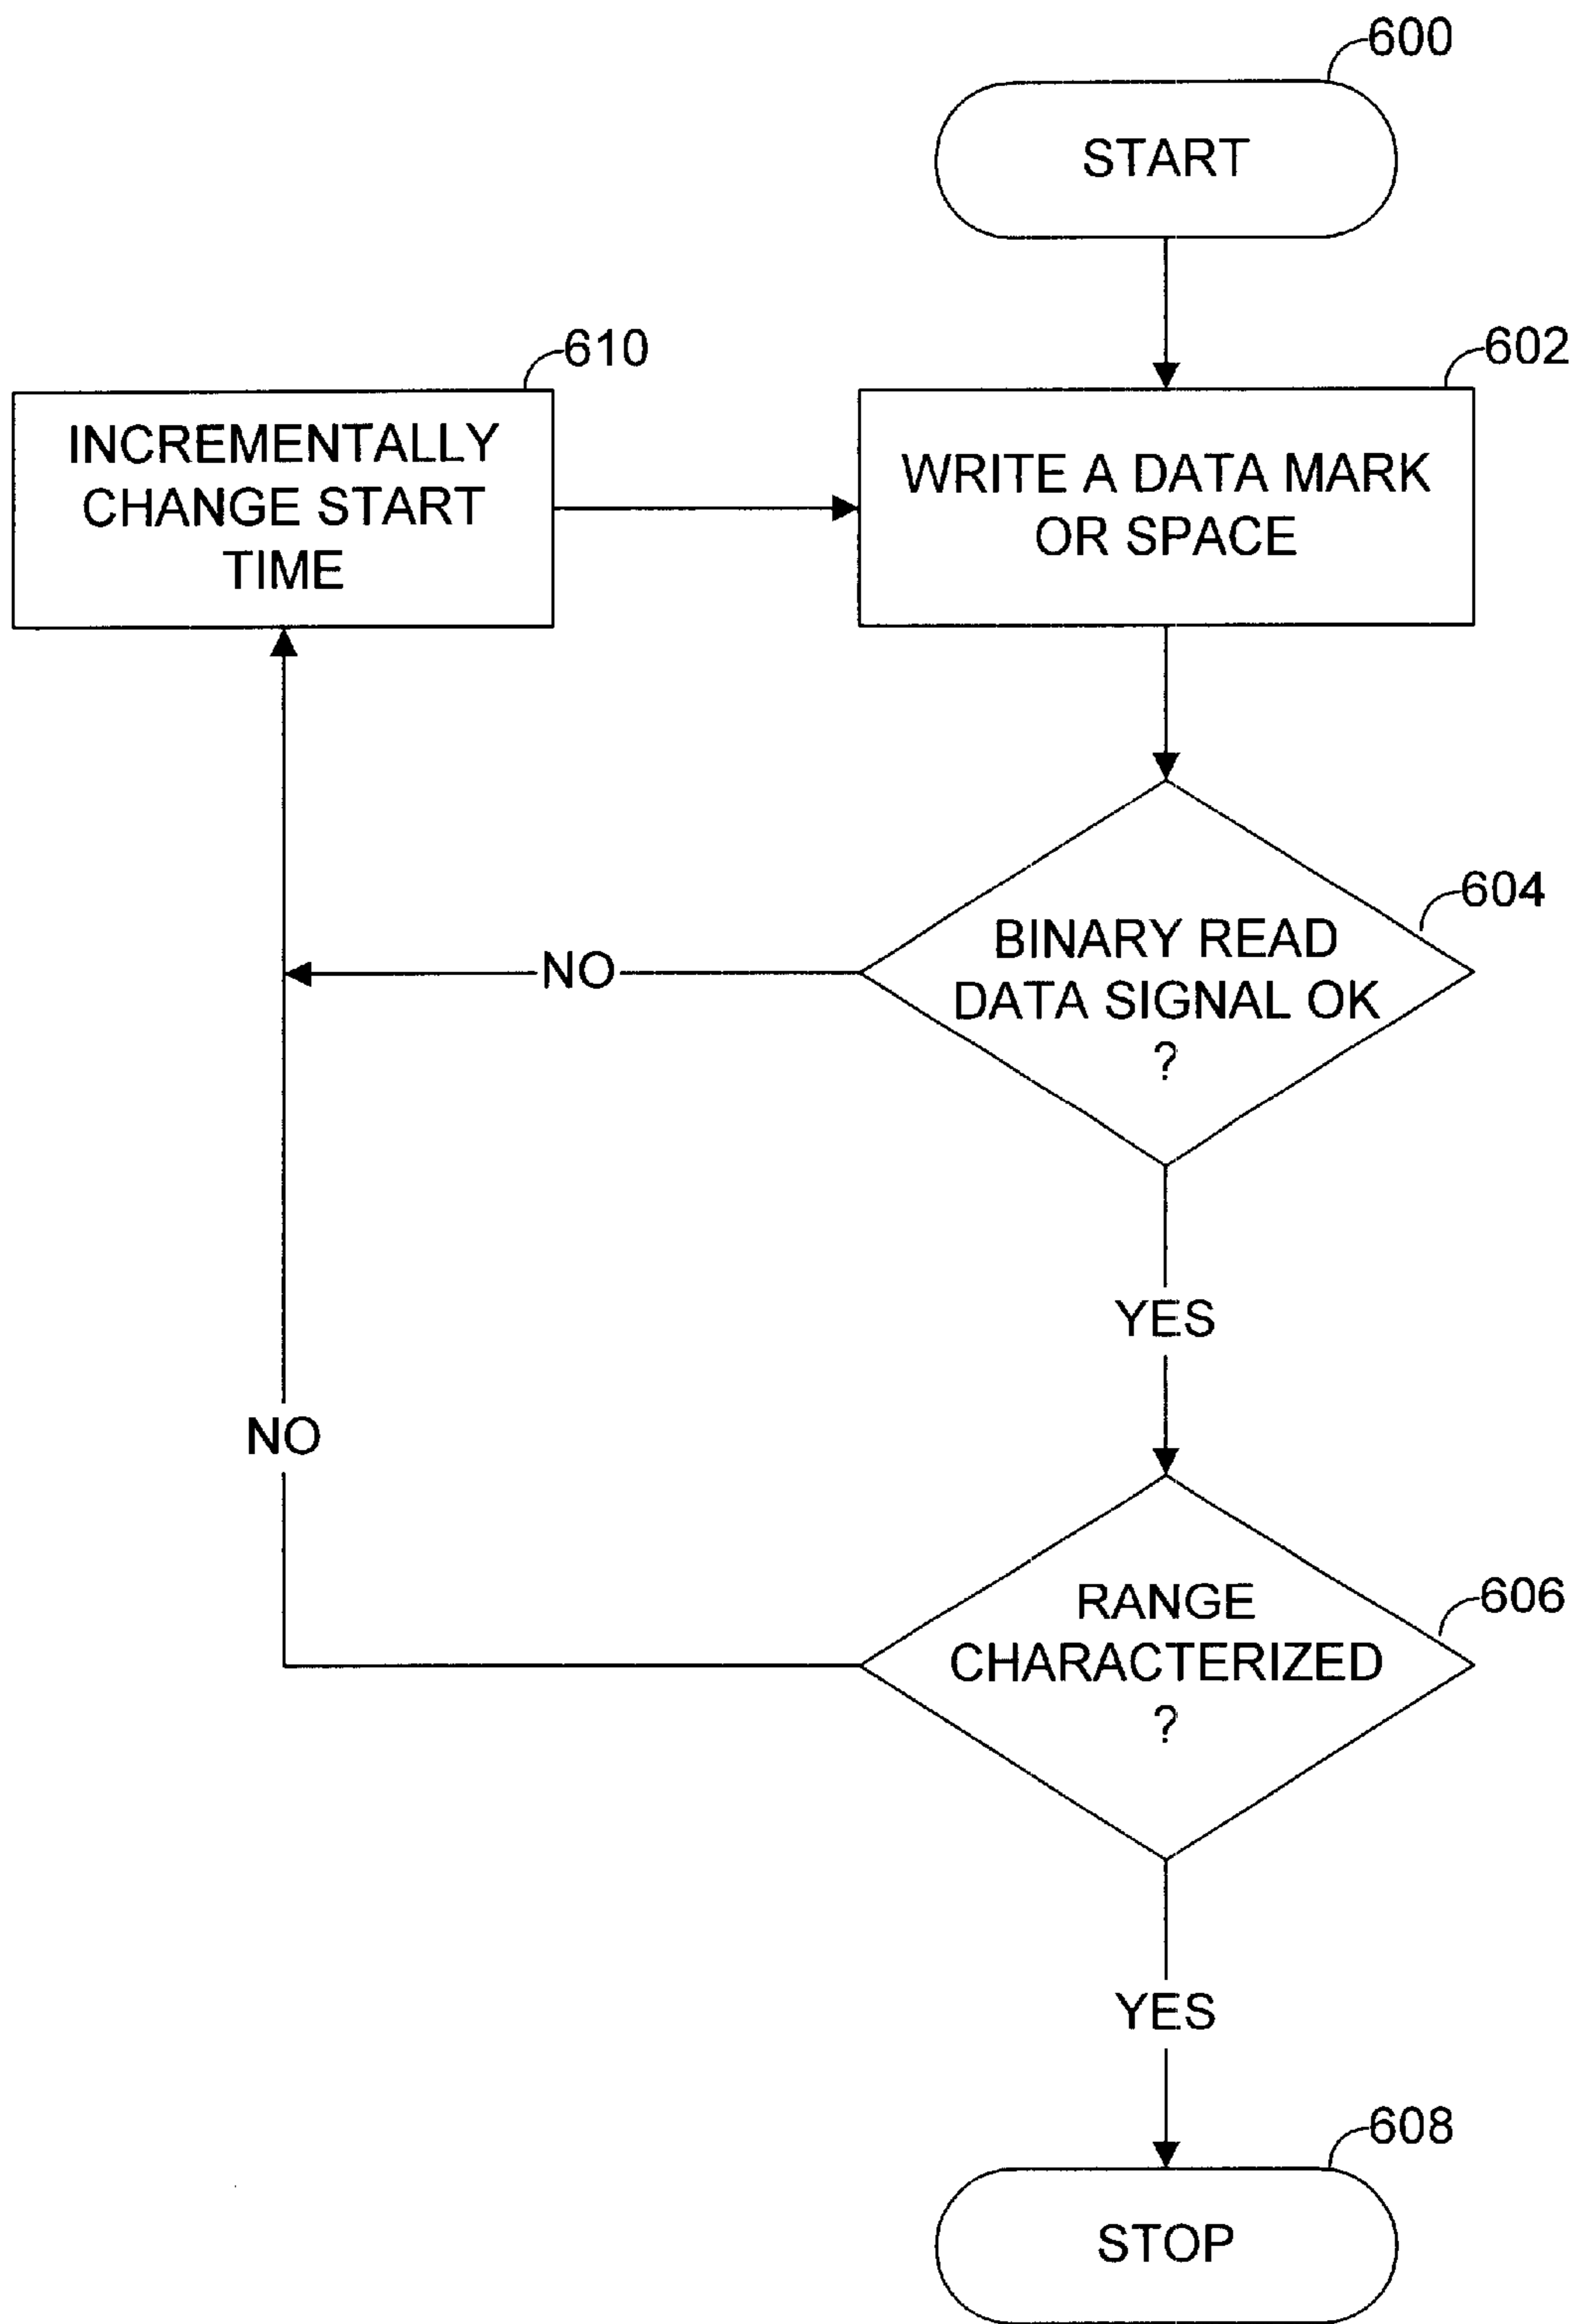 600
START
610
INCREMENTALLY
CHANGE START
TIME
602
WRITE A DATA MARK
OR SPACE
604
BINARY READ
DATA SIGNAL OK
?
NO
YES
NO
606
RANGE
CHARACTERIZED
?
YES
608
STOP